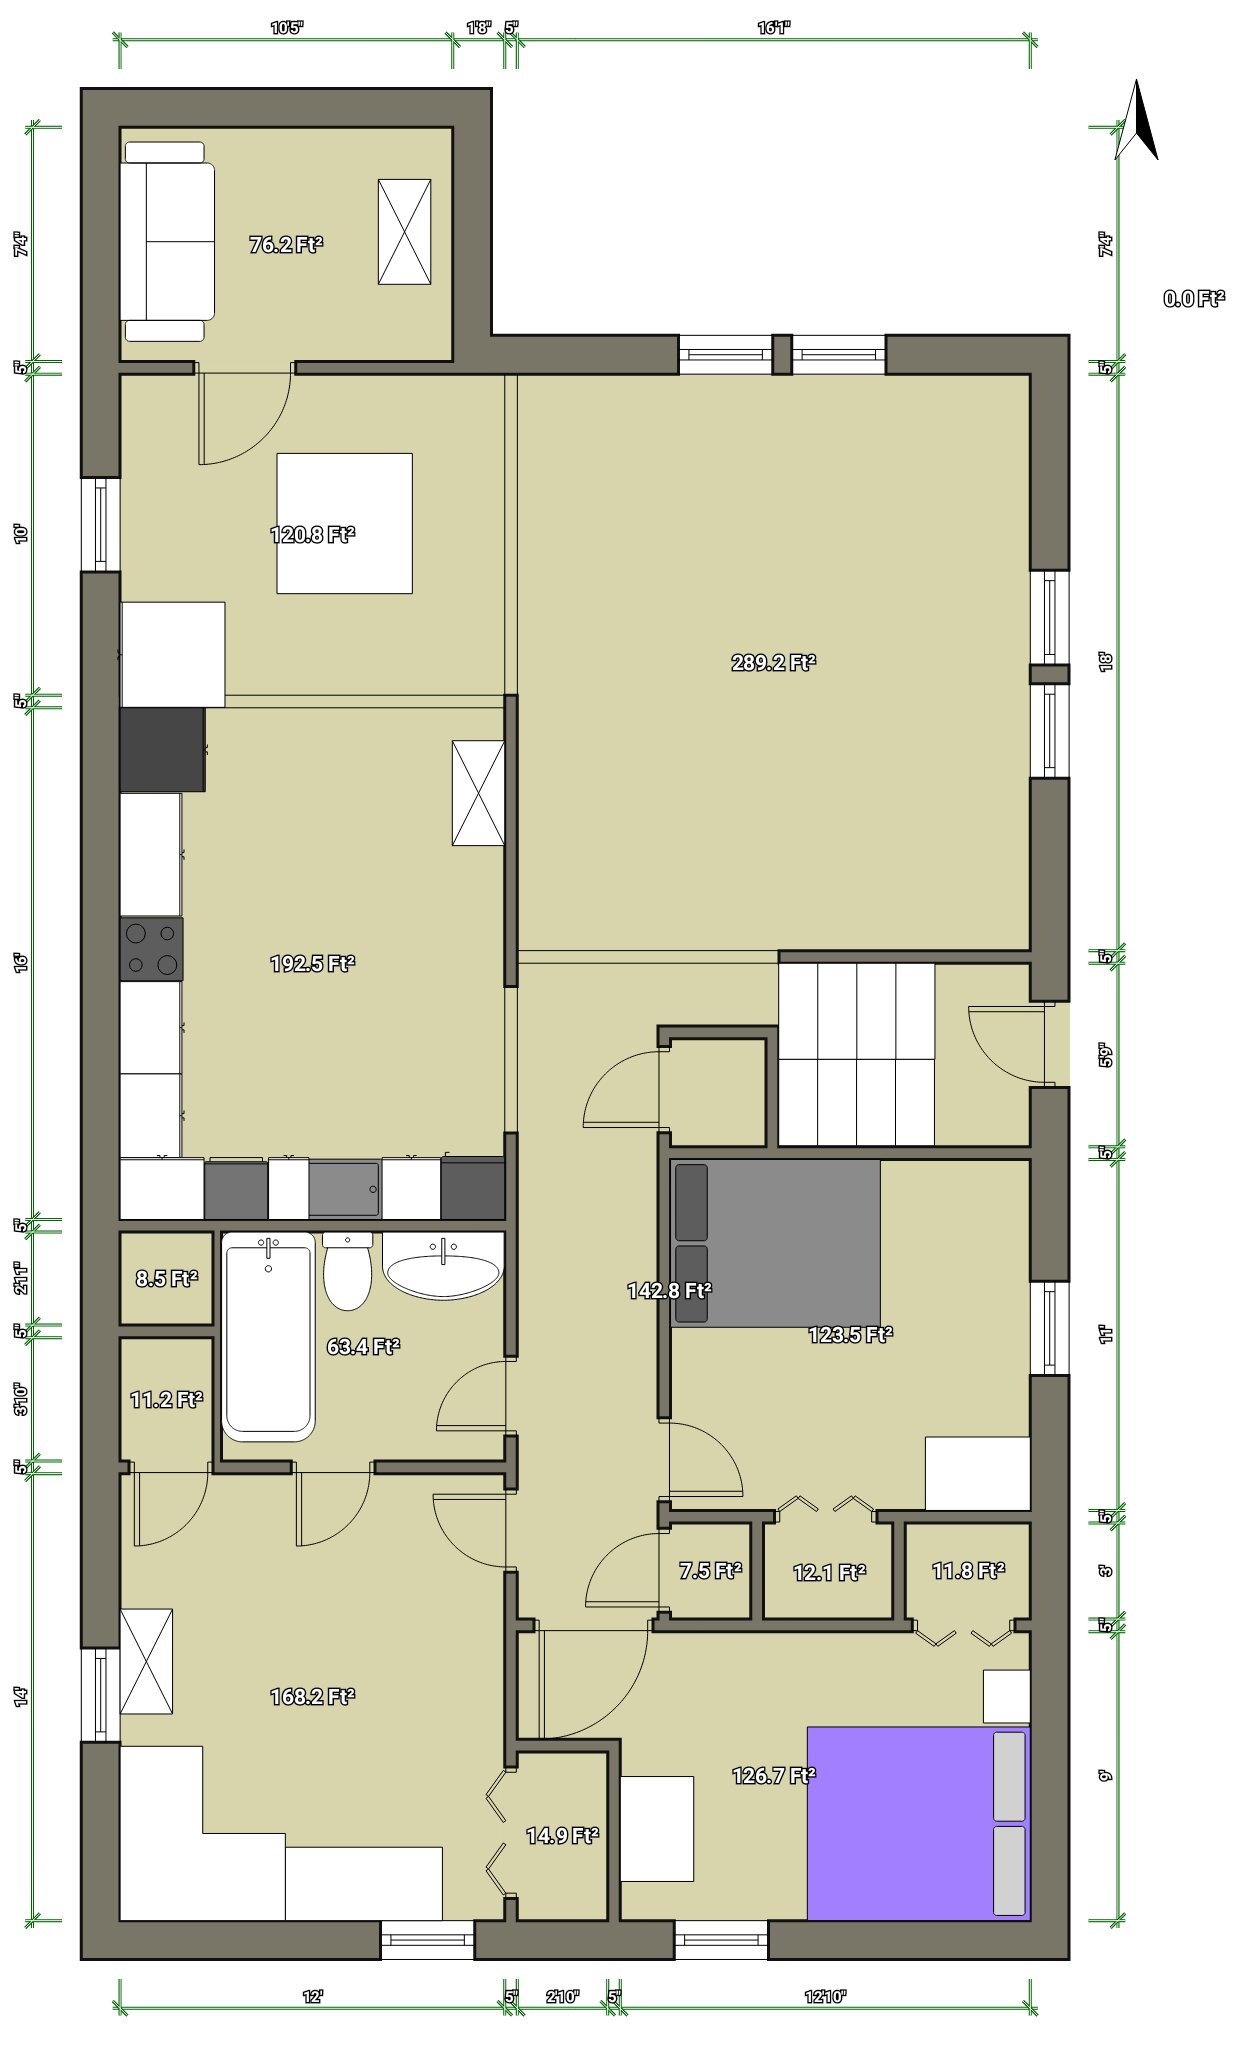 10'5" 1'8" 5" 16'1"
7'4"
76.2 Ft²
7'4"
0.0 Ft²
5"
5"
10'
120.8 Ft²
289.2 Ft²
18'
5"
16'
192.5 Ft²
5"
5'9"
5"
5"
2'11"
8.5 Ft²
142.8 Ft²
63.4 Ft²
123.5 Ft²
11'
5"
3'10"
11.2 Ft²
5"
5"
7.5 Ft²
12.1 Ft²
11.8 Ft²
3'
5"
14'
168.2 Ft²
126.7 Ft²
9'
14.9 Ft²
12' 5" 2'10" 5" 12'10"